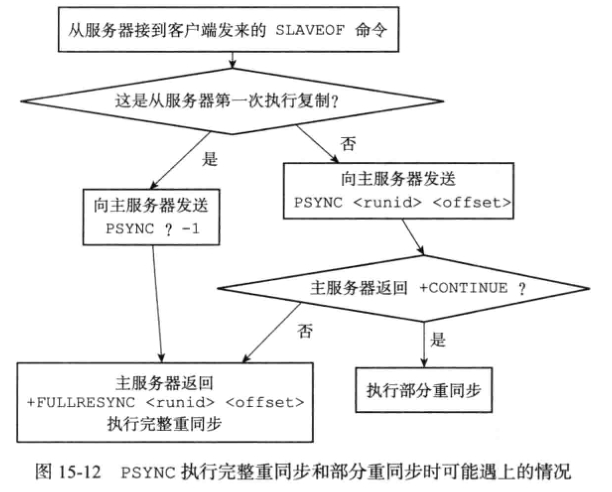 从服务器接到客户端发来的 SLAVEOF 命令
这是从服务器第一次执行复制?
是
否
向主服务器发送
PSYNC ? -1
向主服务器发送
PSYNC <runid> <offset>
主服务器返回 +CONTINUE ?
否
是
主服务器返回
+FULLRESYNC <runid> <offset>
执行完整重同步
执行部分重同步
图 15-12 PSYNC 执行完整重同步和部分重同步时可能遇上的情况